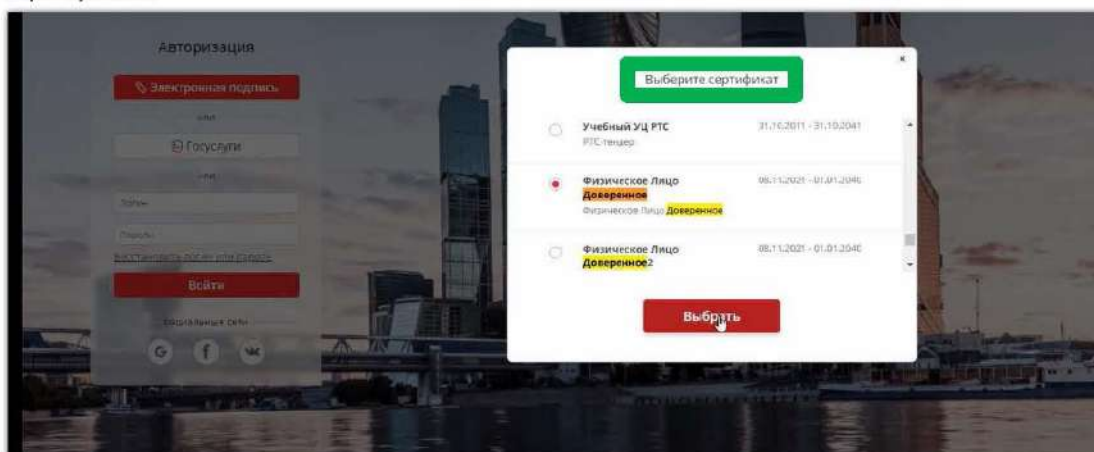 Авторизация
Электронная подпись
или
Госуслуги
или
Логин
Пароль
Восстановить логин или пароль
Войти
Социальные сети
G f
Выберите сертификат
x
Учебный УЦ РТС 31.10.2011 - 31.10.2041
РТС-тендер
Физическое Лицо 08.11.2021 - 01.01.2040
Доверенное
Физическое Лицо Доверенное
Физическое Лицо 08.11.2021 - 01.01.2040
Доверенное2
Выбрать